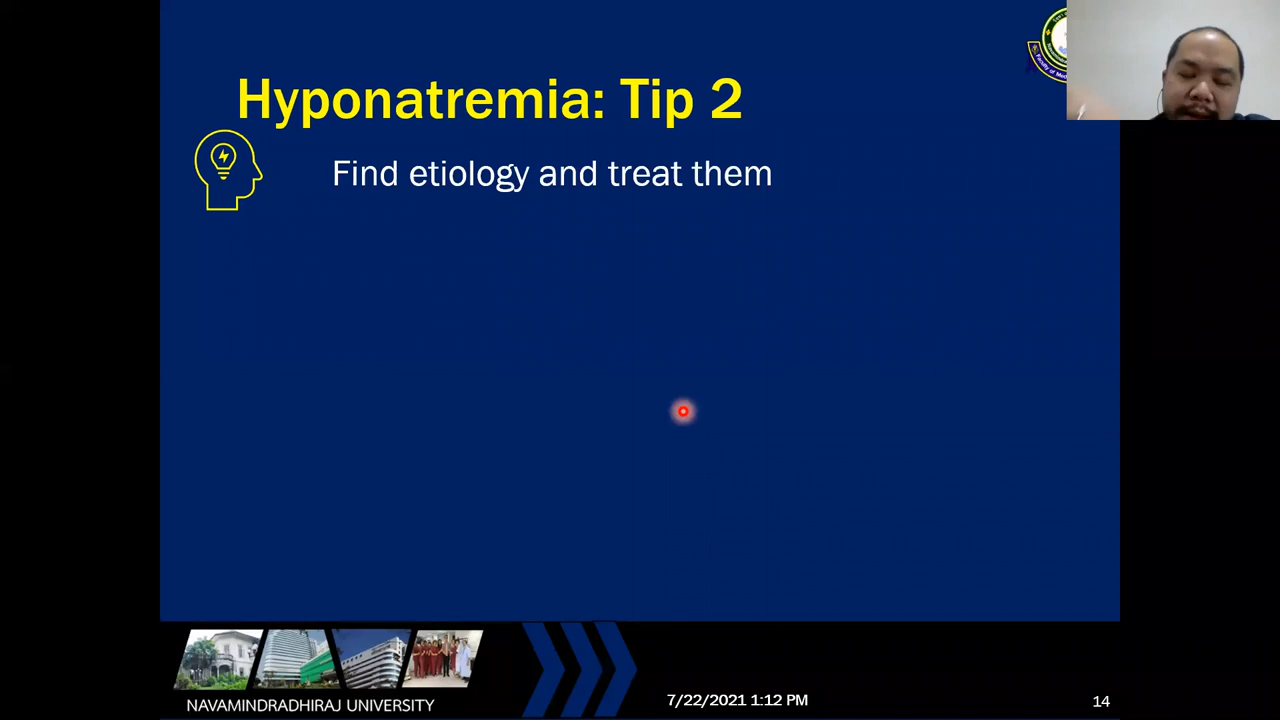 Hyponatremia: Tip 2
Find etiology and treat them
NAVAMINDRADHIRAJ UNIVERSITY
7/22/2021 1:12 PM
14